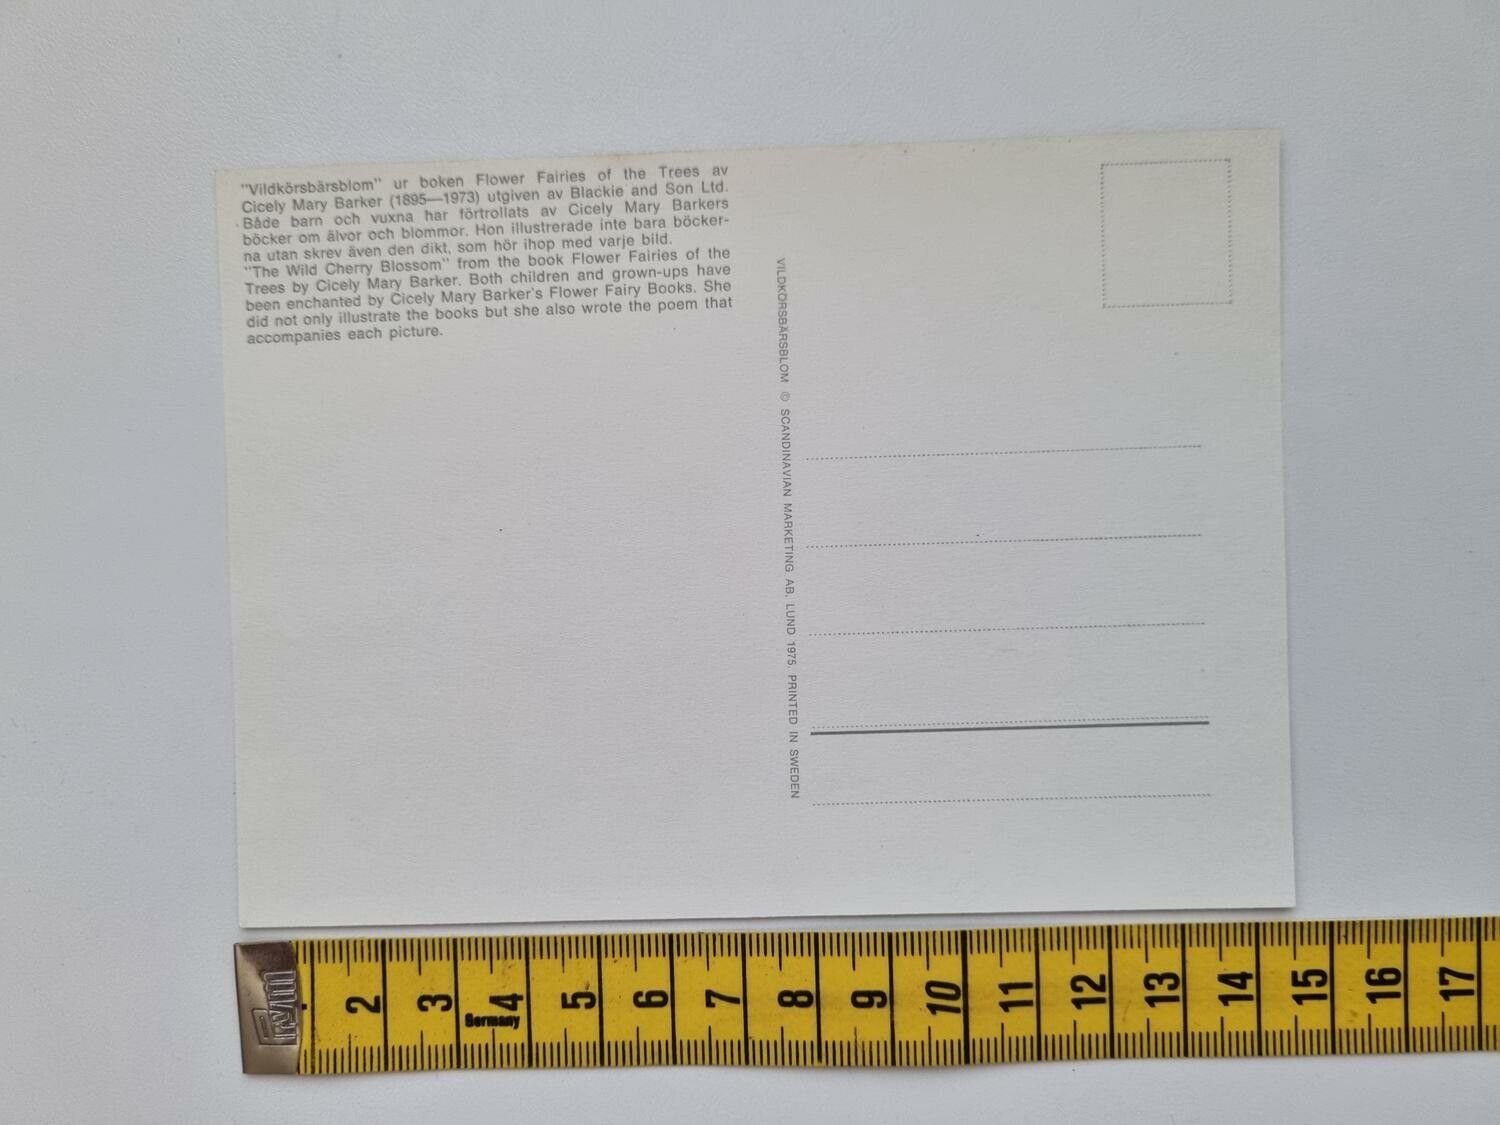 "Vildkörsbärsblom" ur boken Flower Fairies of the Trees av
Cicely Mary Barker (1895—1973) utgiven av Blackie and Son Ltd.
Både barn och vuxna har förtrollats av Cicely Mary Barkers
böcker om älvor och blommor. Hon illustrerade inte bara böcker-
na utan skrev även den dikt, som hör ihop med varje bild.
"The Wild Cherry Blossom" from the book Flower Fairies of the
Trees by Cicely Mary Barker. Both children and grown-ups have
been enchanted by Cicely Mary Barker's Flower Fairy Books. She
did not only illustrate the books but she also wrote the poem that
accompanies each picture.
VILDKÖRSBÄRSBLOM © SCANDINAVIAN MARKETING AB, LUND 1975. PRINTED IN SWEDEN
Prym
2 3 4 5 6 7 8 9 10 11 12 13 14 15 16 17
Germany